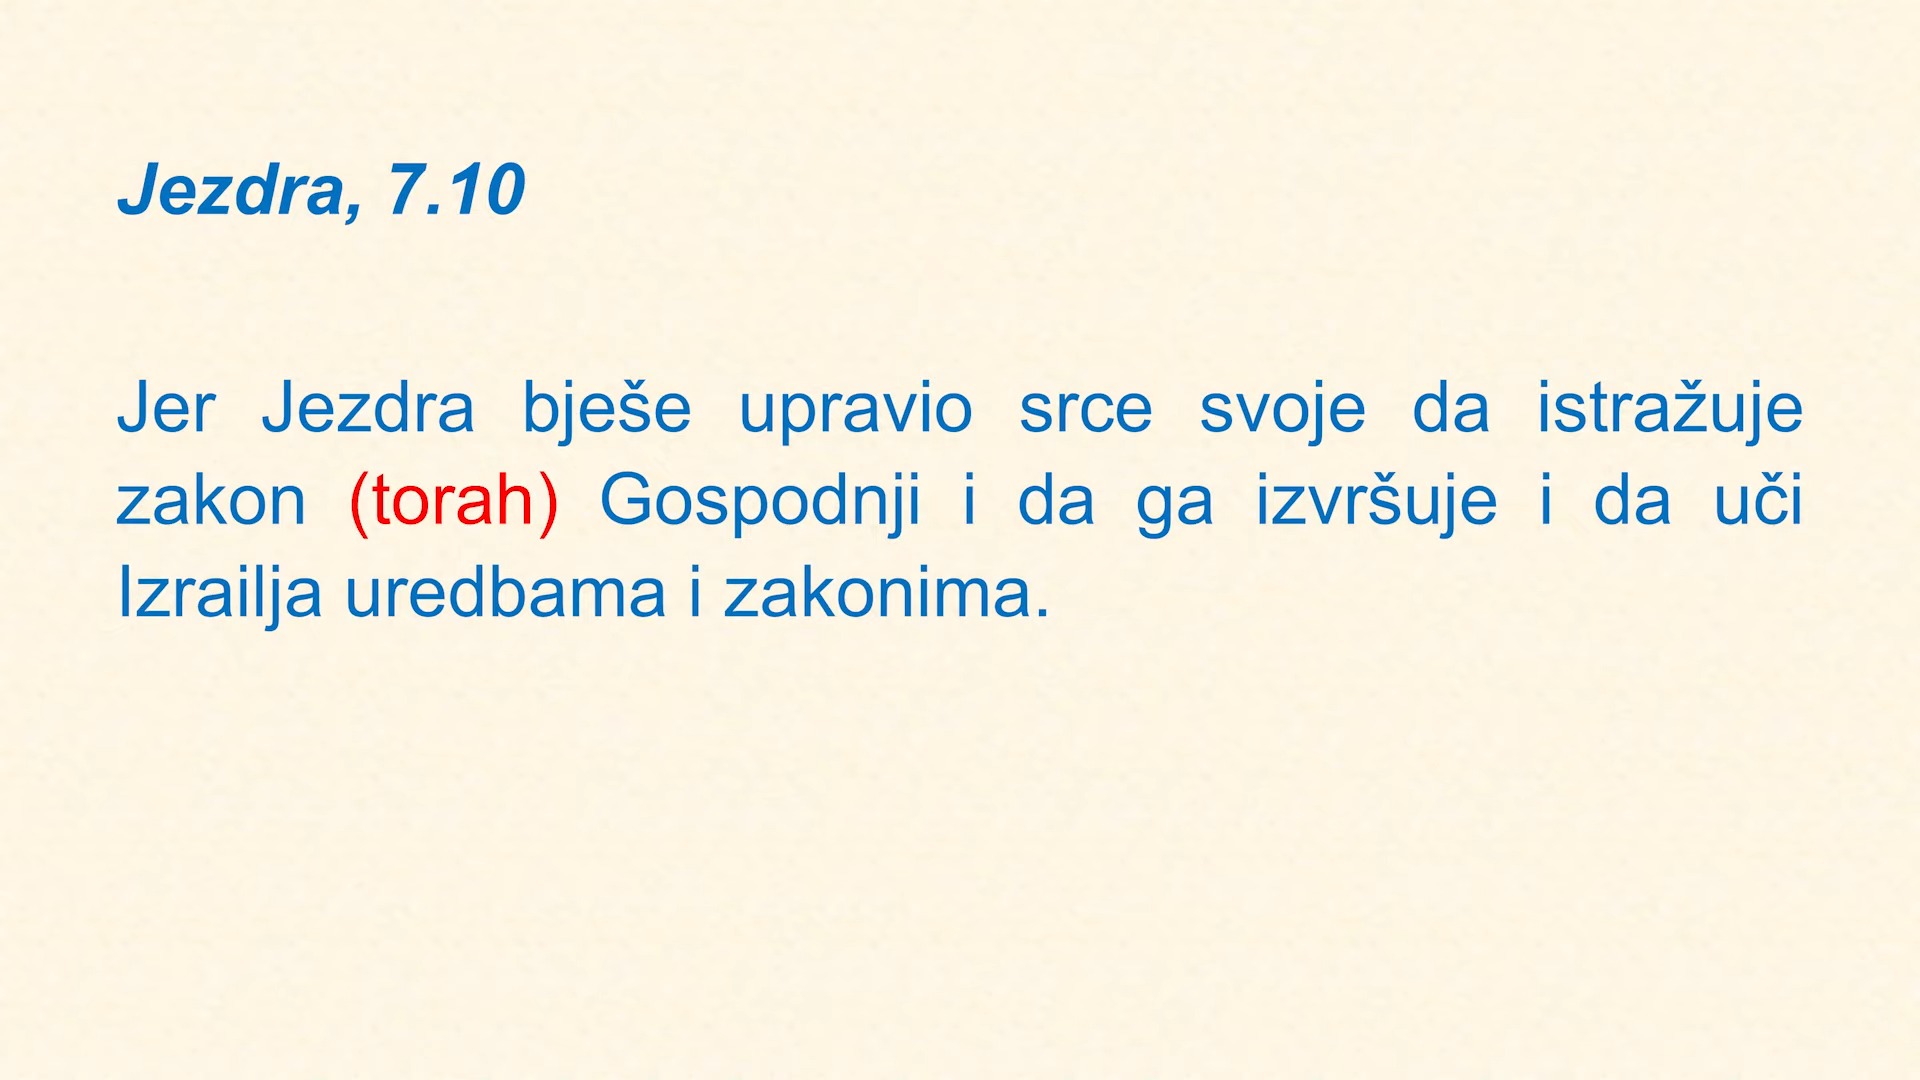 Jezdra, 7.10
Jer Jezdra bješe upravio srce svoje da istražuje
zakon (torah) Gospodnji i da ga izvršuje i da uči
Izrailja uredbama i zakonima.